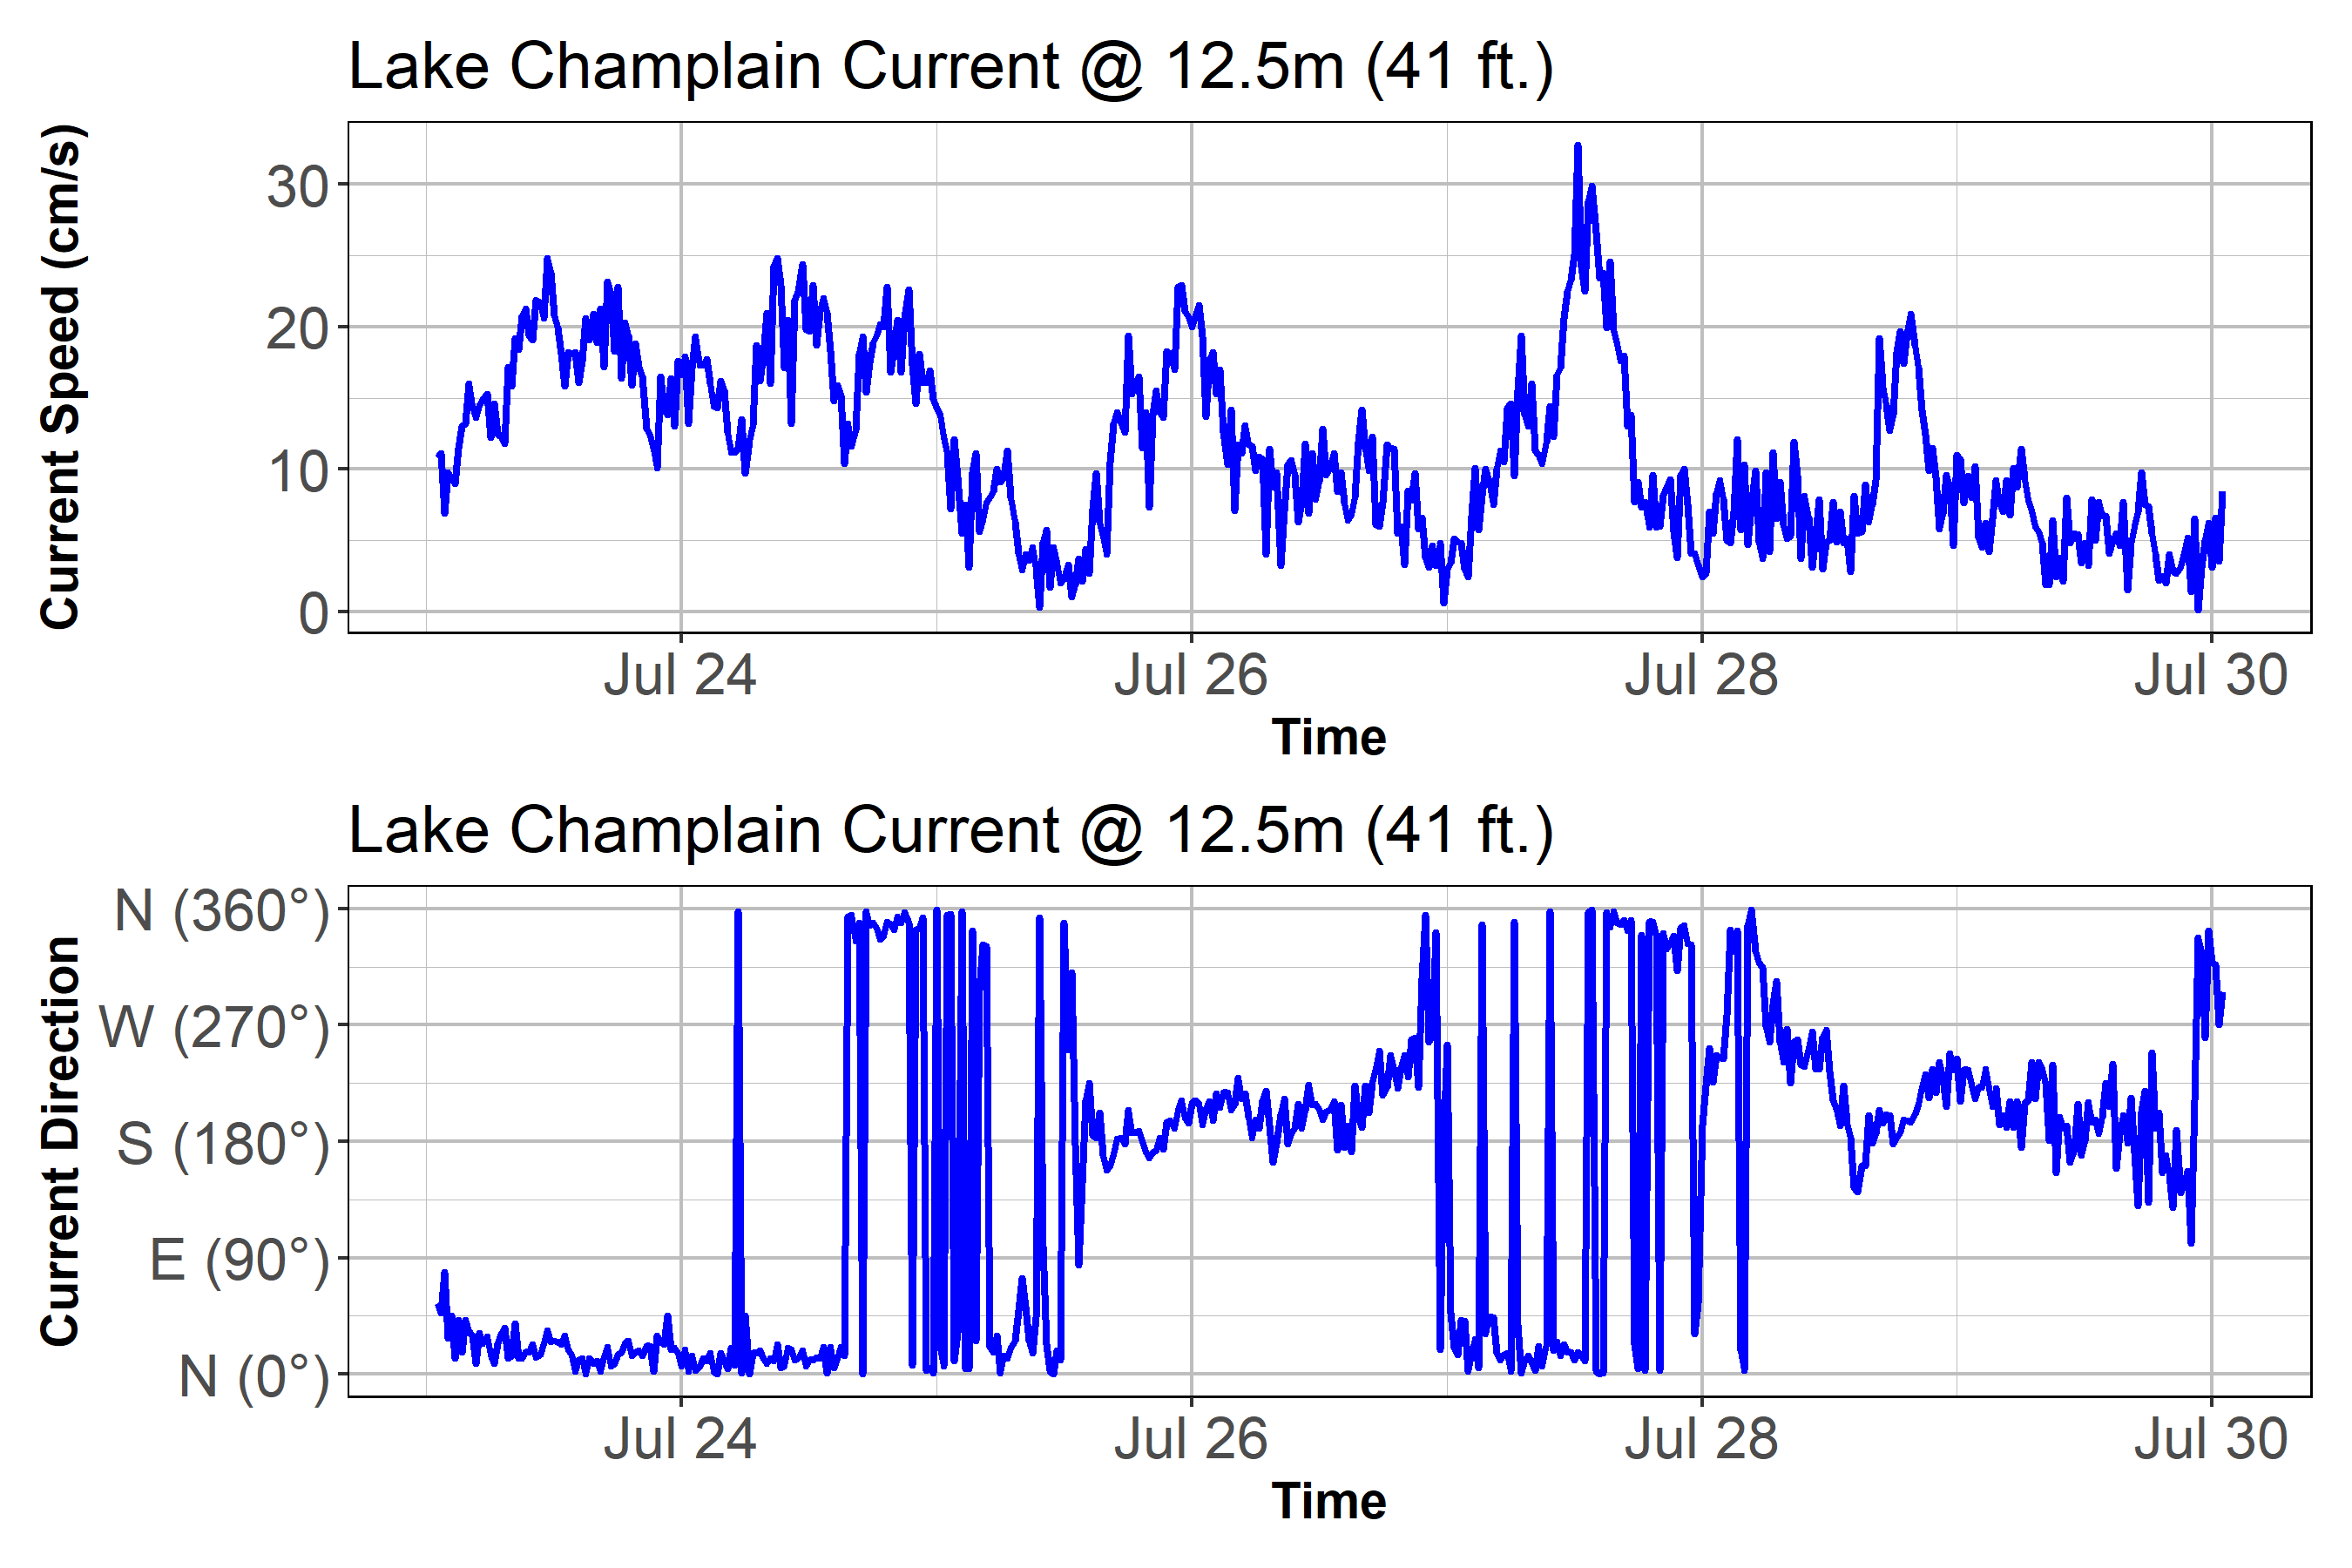 Lake Champlain Current @ 12.5m (41 ft.)
Current Speed (cm/s)
30
20
10
0
Jul 24 Jul 26 Jul 28 Jul 30
Time
Lake Champlain Current @ 12.5m (41 ft.)
Current Direction
N (360°)
W (270°)
S (180°)
E (90°)
N (0°)
Jul 24 Jul 26 Jul 28 Jul 30
Time